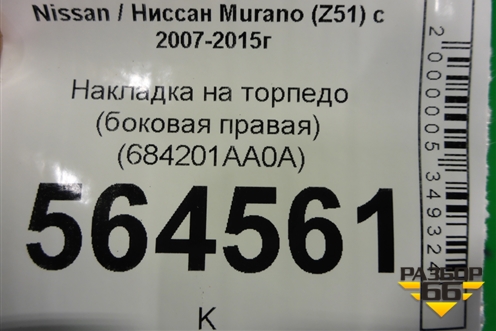 Nissan / Ниссан Murano (Z51) с
2007-2015г
Накладка на торпедо
(боковая правая)
(684201AA0A)
564561
К
2000005349324
РАЗБОР
66